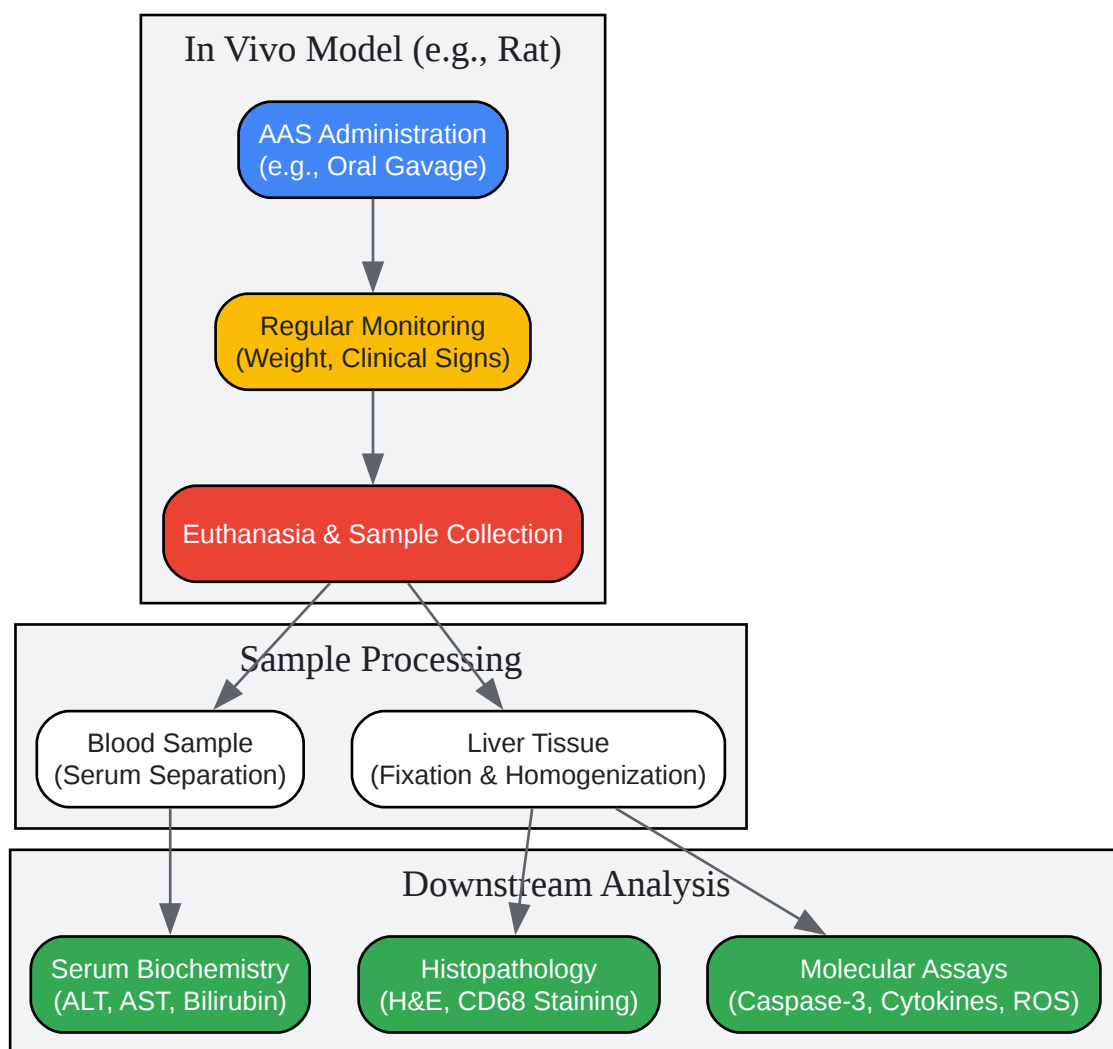 In Vivo Model (e.g., Rat)
AAS Administration
(e.g., Oral Gavage)
Regular Monitoring
(Weight, Clinical Signs)
Euthanasia & Sample Collection
Sample Processing
Blood Sample
(Serum Separation)
Liver Tissue
(Fixation & Homogenization)
Downstream Analysis
Serum Biochemistry
(ALT, AST, Bilirubin)
Histopathology
(H&E, CD68 Staining)
Molecular Assays
(Caspase-3, Cytokines, ROS)